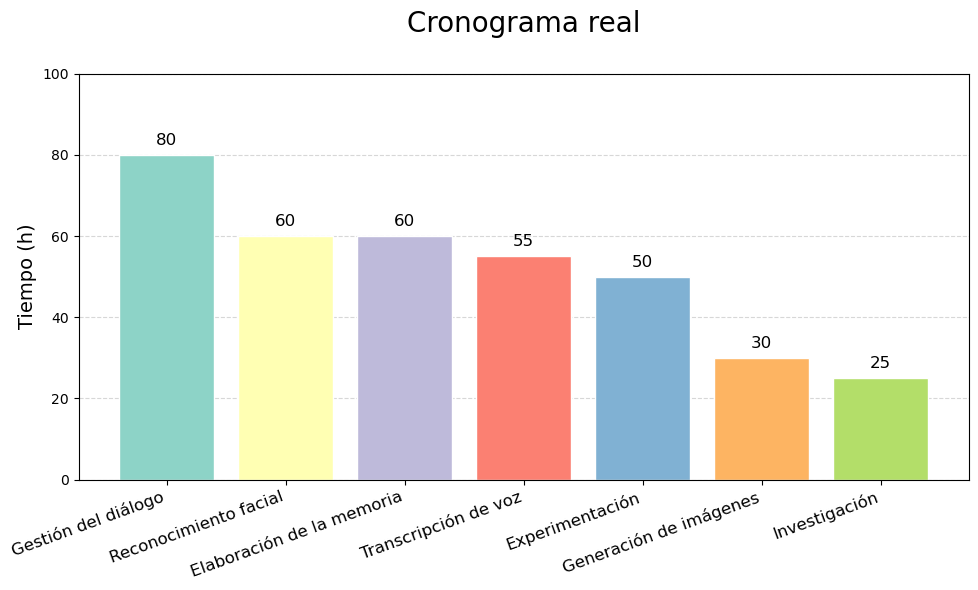 Cronograma real
Tiempo (h)
100
80
60
40
20
0
80
60
60
55
50
30
25
Gestión del diálogo
Reconocimiento facial
Elaboración de la memoria
Transcripción de voz
Experimentación
Generación de imágenes
Investigación